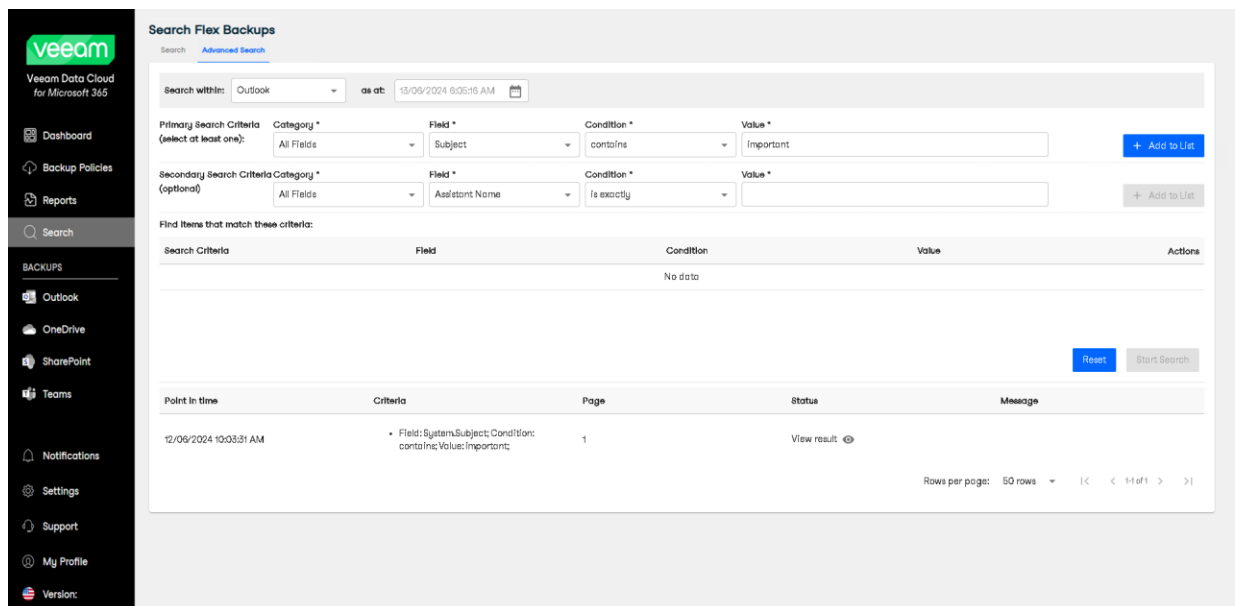 veeam
Veeam Data Cloud
for Microsoft 365
Dashboard
Backup Policies
Reports
Search
BACKUPS
Outlook
OneDrive
SharePoint
Teams
Notifications
Settings
Support
My Profile
Version:
Search Flex Backups
Search Advanced Search
Search within: Outlook as at: 13/06/2024 6:05:16 AM
Primary Search Criteria Category * Field * Condition * Value *
(select at least one): All Fields Subject contains Important + Add to List
Secondary Search Criteria Category * Field * Condition * Value *
(optional) All Fields Assistant Name is exactly + Add to List
Find items that match these criteria:
Search Criteria Field Condition Value Actions
No data
Reset Start Search
Point in time Criteria Page Status Message
12/06/2024 10:03:31 AM • Field: System.Subject; Condition: 1 View result
contains; Value: important;
Rows per page: 50 rows |< < 1-1 of 1 > >|